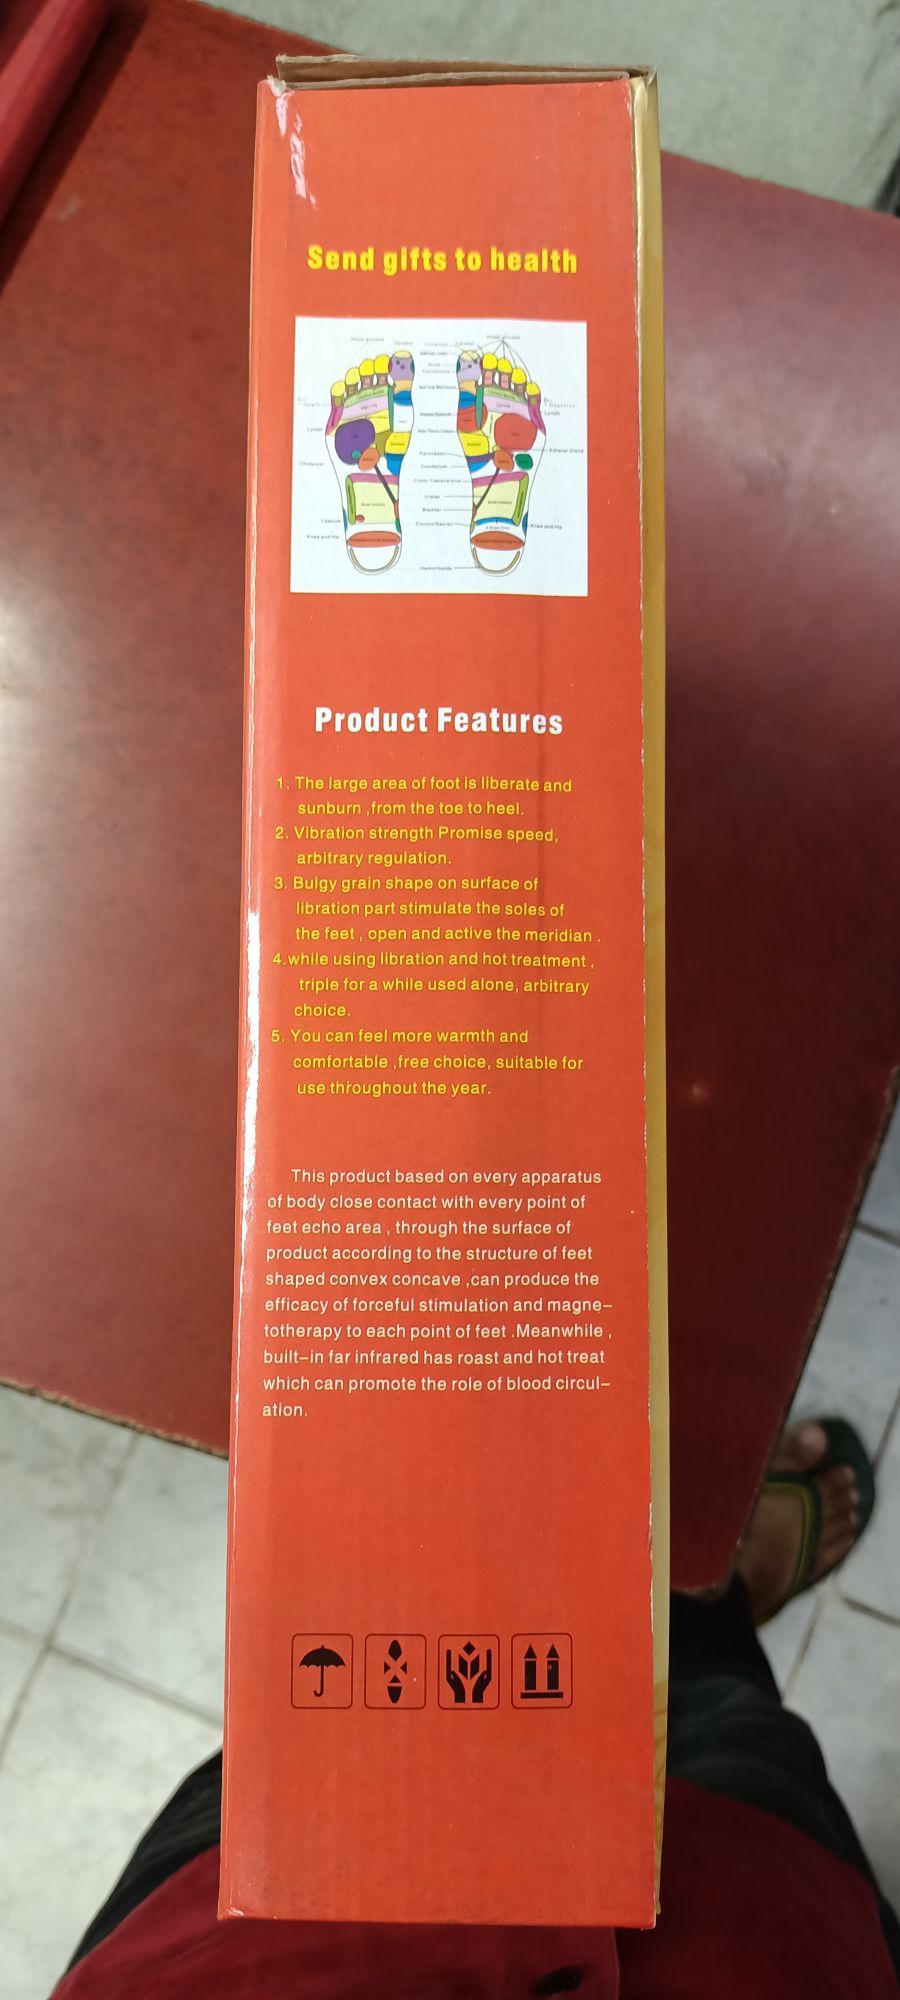 Send gifts to health
Product Features
1. The large area of foot is liberate and
sunburn ,from the toe to heel.
2. Vibration strength Promise speed,
arbitrary regulation.
3. Bulgy grain shape on surface of
libration part stimulate the soles of
the feet , open and active the meridian .
4.while using libration and hot treatment ,
triple for a while used alone, arbitrary
choice.
5. You can feel more warmth and
comfortable ,free choice, suitable for
use throughout the year.
This product based on every apparatus
of body close contact with every point of
feet echo area , through the surface of
product according to the structure of feet
shaped convex concave ,can produce the
efficacy of forceful stimulation and magne–
totherapy to each point of feet .Meanwhile ,
built–in far infrared has roast and hot treat
which can promote the role of blood circul–
ation.